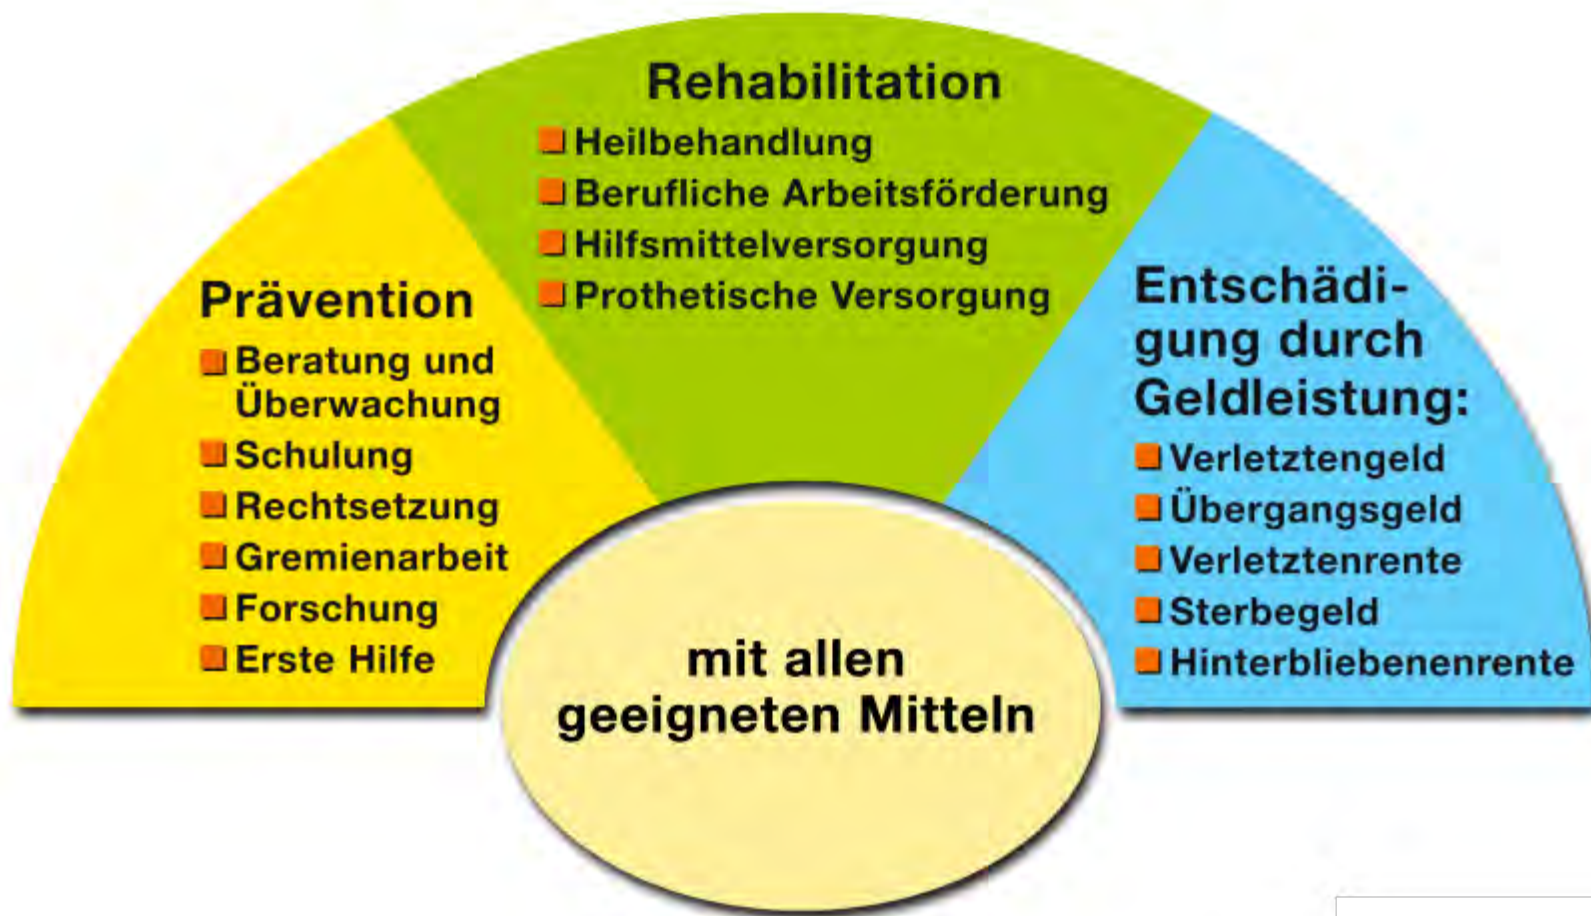 Rehabilitation
Heilbehandlung
Berufliche Arbeitsförderung
Hilfsmittelversorgung
Prothetische Versorgung
Prävention
Beratung und
Überwachung
Schulung
Rechtsetzung
Gremienarbeit
Forschung
Erste Hilfe
Entschädi-
gung durch
Geldleistung:
Verletztengeld
Übergangsgeld
Verletztenrente
Sterbegeld
Hinterbliebenenrente
mit allen
geeigneten Mitteln